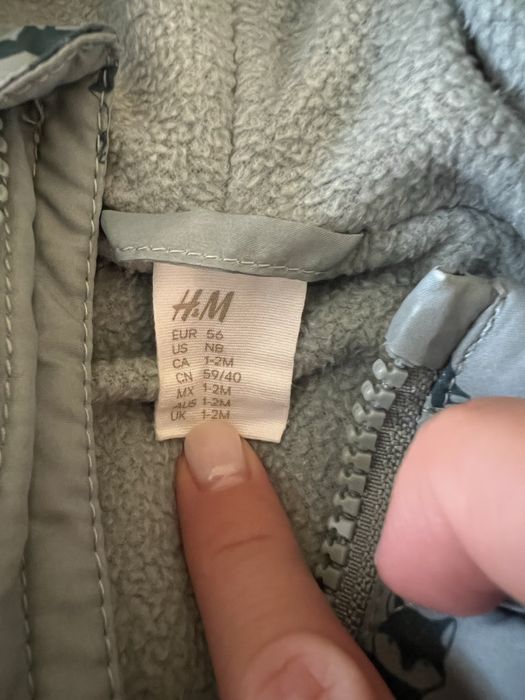 H&M
EUR 56
US NB
CA 1-2M
CN 59/40
MX 1-2M
AUS 1-2M
UK 1-2M